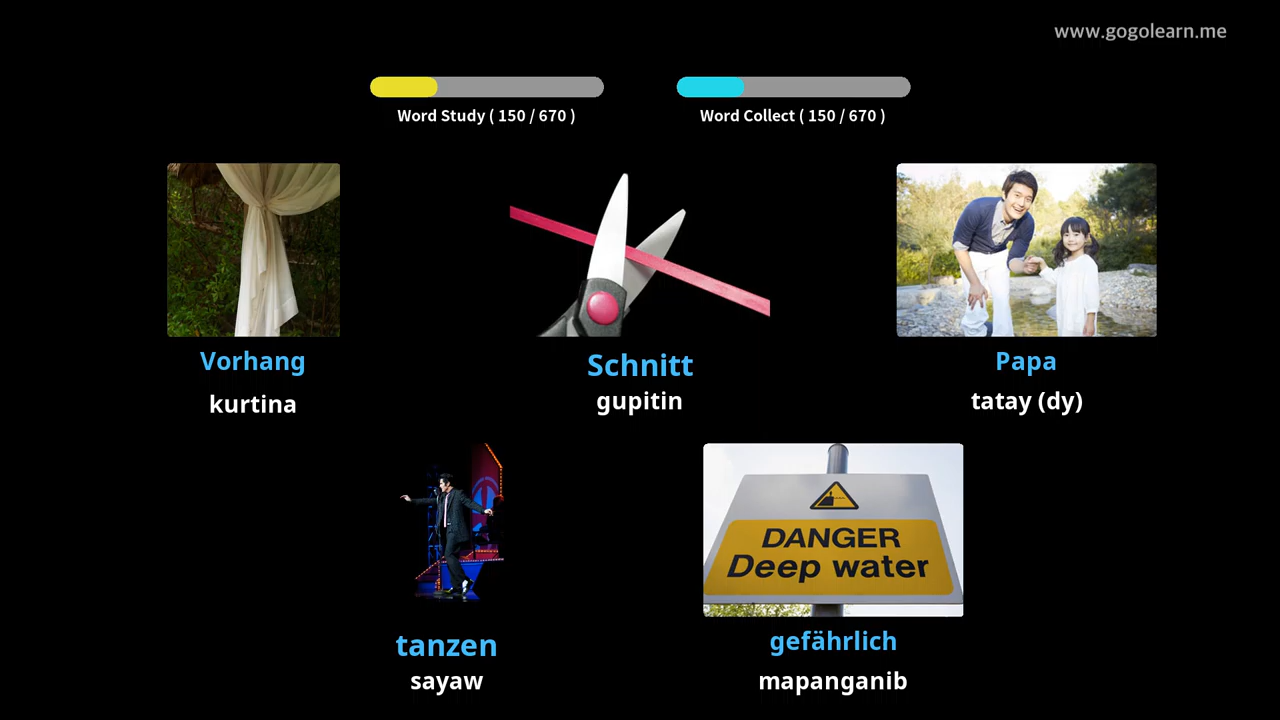 www.gogolearn.me
Word Study ( 150 / 670 )
Word Collect ( 150 / 670 )
Vorhang
kurtina
Schnitt
gupitin
Papa
tatay (dy)
DANGER
Deep water
tanzen
sayaw
gefährlich
mapanganib